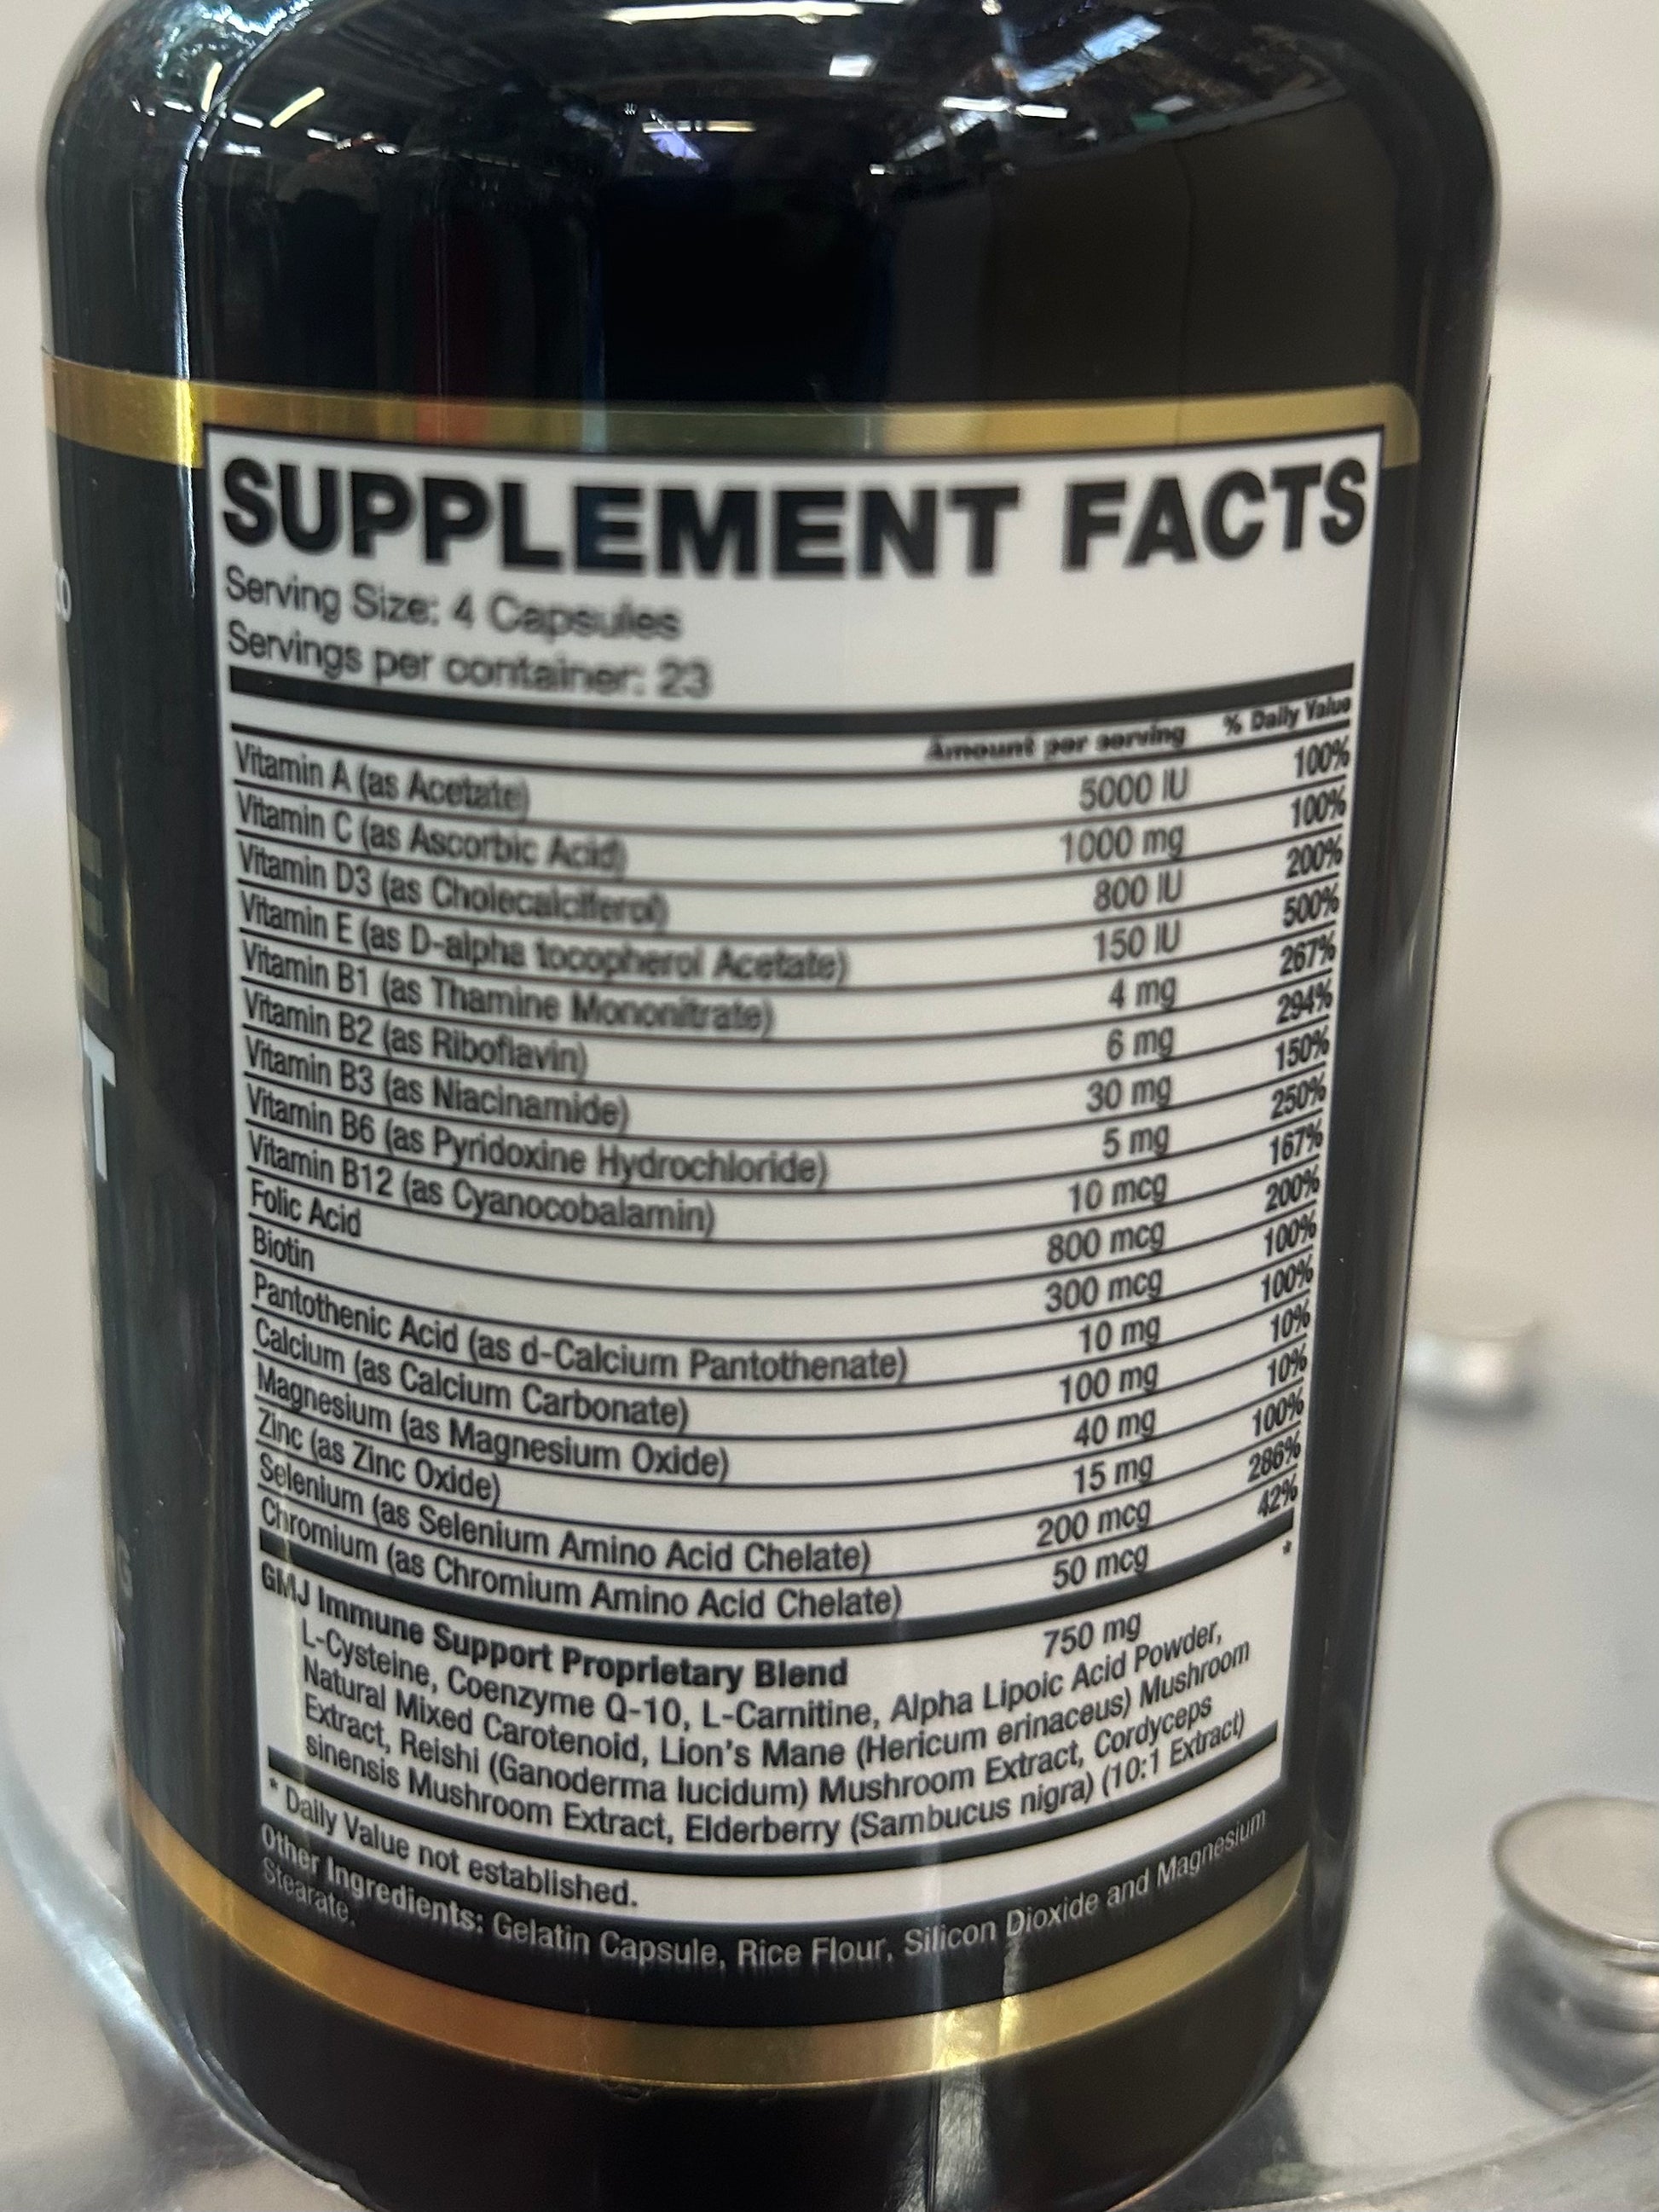 SUPPLEMENT FACTS
Serving Size: 4 Capsules
Servings per container: 23
Amount per serving % Daily Value
Vitamin A (as Acetate) 5000 IU 100%
Vitamin C (as Ascorbic Acid) 1000 mg 100%
Vitamin D3 (as Cholecalciferol) 800 IU 200%
Vitamin E (as D-alpha tocopherol Acetate) 150 IU 500%
Vitamin B1 (as Thamine Mononitrate) 4 mg 267%
Vitamin B2 (as Riboflavin) 6 mg 294%
Vitamin B3 (as Niacinamide) 30 mg 150%
Vitamin B6 (as Pyridoxine Hydrochloride) 5 mg 250%
Vitamin B12 (as Cyanocobalamin) 10 mcg 167%
Folic Acid 800 mcg 200%
Biotin 300 mcg 100%
Pantothenic Acid (as d-Calcium Pantothenate) 10 mg 100%
Calcium (as Calcium Carbonate) 100 mg 10%
Magnesium (as Magnesium Oxide) 40 mg 10%
Zinc (as Zinc Oxide) 15 mg 100%
Selenium (as Selenium Amino Acid Chelate) 200 mcg 286%
Chromium (as Chromium Amino Acid Chelate) 50 mcg 42%
GMJ Immune Support Proprietary Blend 750 mg *
L-Cysteine, Coenzyme Q-10, L-Carnitine, Alpha Lipoic Acid Powder,
Natural Mixed Carotenoid, Lion's Mane (Hericum erinaceus) Mushroom
Extract, Reishi (Ganoderma lucidum) Mushroom Extract, Cordyceps
sinensis Mushroom Extract, Elderberry (Sambucus nigra) (10:1 Extract)
* Daily Value not established.
Other Ingredients: Gelatin Capsule, Rice Flour, Silicon Dioxide and Magnesium
Stearate.